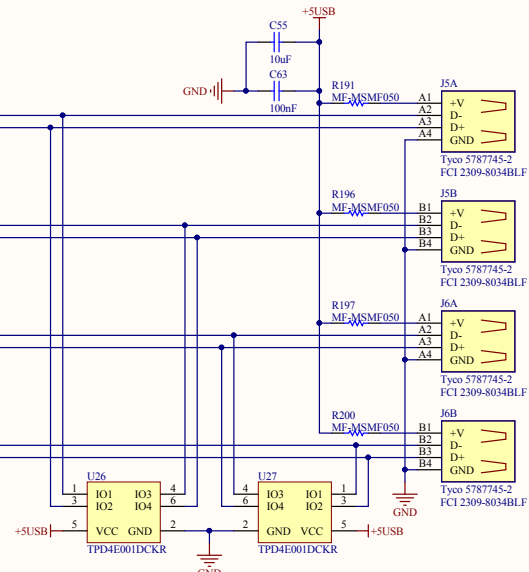 +5USB
C55
10uF
C63
GND
100nF
R191
MF-MSMF050
J5A
A1
A2
A3
A4
+V
D-
D+
GND
Tyco 5787745-2
FCI 2309-8034BLF
R196
MF-MSMF050
J5B
B1
B2
B3
B4
+V
D-
D+
GND
Tyco 5787745-2
FCI 2309-8034BLF
R197
MF-MSMF050
J6A
A1
A2
A3
A4
+V
D-
D+
GND
Tyco 5787745-2
FCI 2309-8034BLF
R200
MF-MSMF050
J6B
B1
B2
B3
B4
+V
D-
D+
GND
Tyco 5787745-2
FCI 2309-8034BLF
GND
U26
1 IO1 IO3 4
3 IO2 IO4 6
+5USB 5 VCC GND 2
TPD4E001DCKR
U27
4 IO3 IO1 1
6 IO4 IO2 3
2 GND VCC 5 +5USB
TPD4E001DCKR
GND